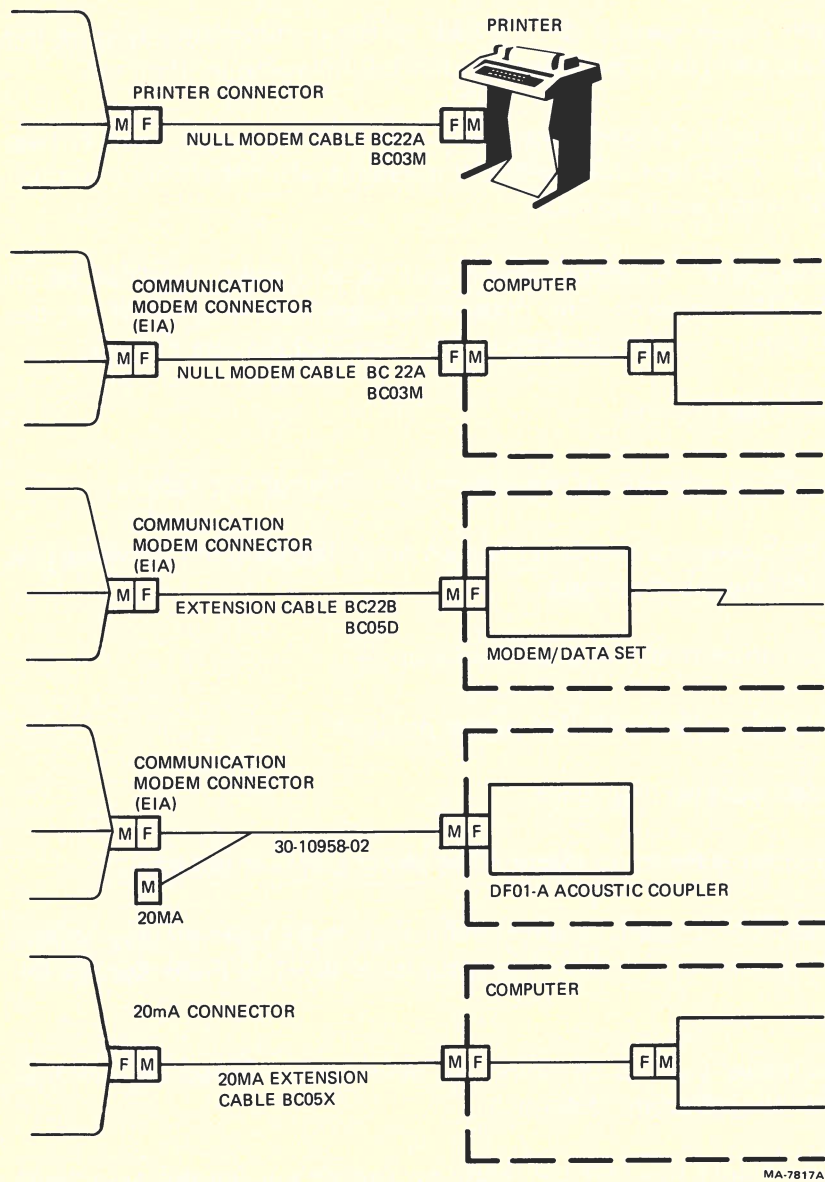 PRINTER
PRINTER CONNECTOR
M F
F M
NULL MODEM CABLE BC22A
BC03M
COMMUNICATION
MODEM CONNECTOR
(EIA)
COMPUTER
M F
F M
F M
NULL MODEM CABLE BC 22A
BC03M
COMMUNICATION
MODEM CONNECTOR
(EIA)
M F
M F
EXTENSION CABLE BC22B
BC05D
MODEM/DATA SET
COMMUNICATION
MODEM CONNECTOR
(EIA)
M F
M F
30-10958-02
M
20MA
DF01-A ACOUSTIC COUPLER
COMPUTER
20mA CONNECTOR
F M
M F
F M
20MA EXTENSION
CABLE BC05X
MA-7817A